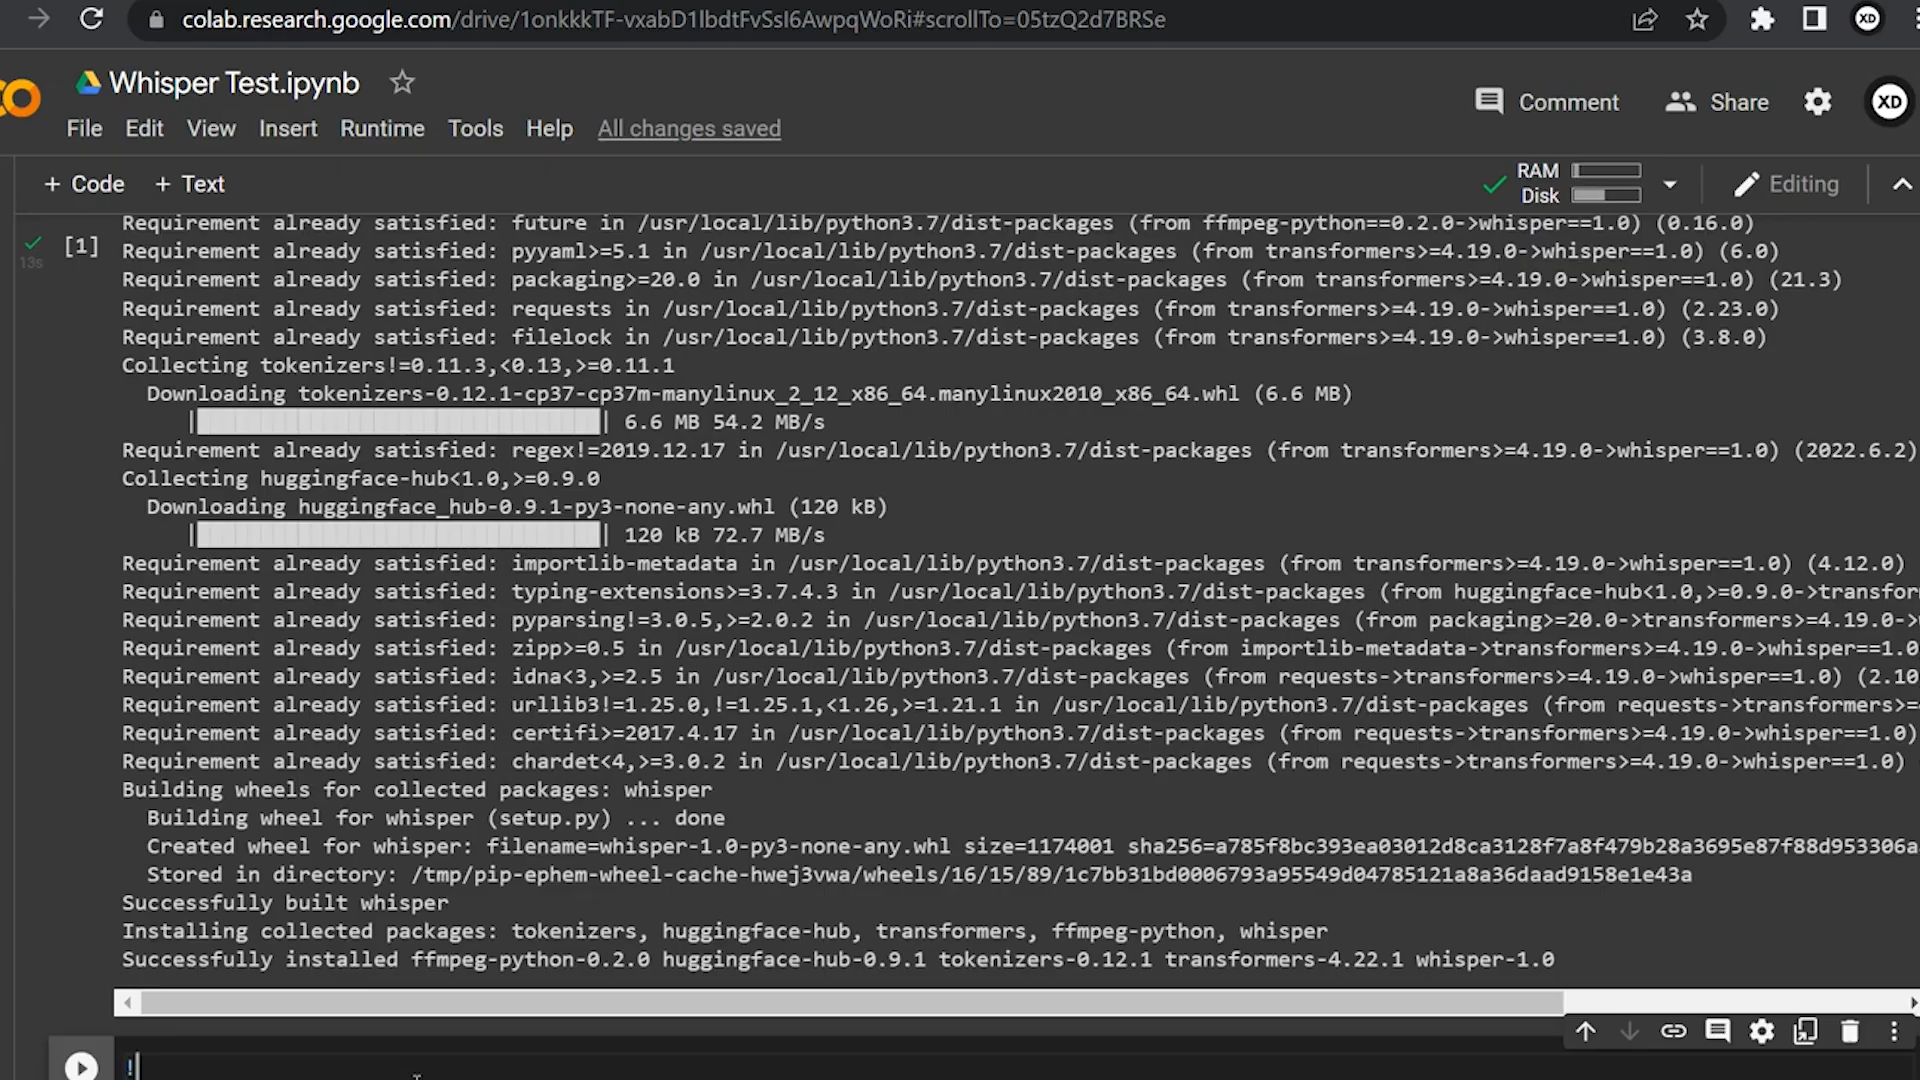 colab.research.google.com/drive/1onkkkTF-vxabD1lbdtFvSsI6AwpqWoRi#scrollTo=05tzQ2d7BRSe
XD
Whisper Test.ipynb
Comment
Share
XD
File Edit View Insert Runtime Tools Help All changes saved
+ Code + Text
RAM
Disk
Editing
[1]
13s
Requirement already satisfied: future in /usr/local/lib/python3.7/dist-packages (from ffmpeg-python==0.2.0->whisper==1.0) (0.16.0)
Requirement already satisfied: pyyaml>=5.1 in /usr/local/lib/python3.7/dist-packages (from transformers>=4.19.0->whisper==1.0) (6.0)
Requirement already satisfied: packaging>=20.0 in /usr/local/lib/python3.7/dist-packages (from transformers>=4.19.0->whisper==1.0) (21.3)
Requirement already satisfied: requests in /usr/local/lib/python3.7/dist-packages (from transformers>=4.19.0->whisper==1.0) (2.23.0)
Requirement already satisfied: filelock in /usr/local/lib/python3.7/dist-packages (from transformers>=4.19.0->whisper==1.0) (3.8.0)
Collecting tokenizers!=0.11.3,<0.13,>=0.11.1
Downloading tokenizers-0.12.1-cp37-cp37m-manylinux_2_12_x86_64.manylinux2010_x86_64.whl (6.6 MB)
6.6 MB 54.2 MB/s
Requirement already satisfied: regex!=2019.12.17 in /usr/local/lib/python3.7/dist-packages (from transformers>=4.19.0->whisper==1.0) (2022.6.2)
Collecting huggingface-hub<1.0,>=0.9.0
Downloading huggingface_hub-0.9.1-py3-none-any.whl (120 kB)
120 kB 72.7 MB/s
Requirement already satisfied: importlib-metadata in /usr/local/lib/python3.7/dist-packages (from transformers>=4.19.0->whisper==1.0) (4.12.0)
Requirement already satisfied: typing-extensions>=3.7.4.3 in /usr/local/lib/python3.7/dist-packages (from huggingface-hub<1.0,>=0.9.0->transfor
Requirement already satisfied: pyparsing!=3.0.5,>=2.0.2 in /usr/local/lib/python3.7/dist-packages (from packaging>=20.0->transformers>=4.19.0->
Requirement already satisfied: zipp>=0.5 in /usr/local/lib/python3.7/dist-packages (from importlib-metadata->transformers>=4.19.0->whisper==1.0
Requirement already satisfied: idna<3,>=2.5 in /usr/local/lib/python3.7/dist-packages (from requests->transformers>=4.19.0->whisper==1.0) (2.10
Requirement already satisfied: urllib3!=1.25.0,!=1.25.1,<1.26,>=1.21.1 in /usr/local/lib/python3.7/dist-packages (from requests->transformers>=
Requirement already satisfied: certifi>=2017.4.17 in /usr/local/lib/python3.7/dist-packages (from requests->transformers>=4.19.0->whisper==1.0)
Requirement already satisfied: chardet<4,>=3.0.2 in /usr/local/lib/python3.7/dist-packages (from requests->transformers>=4.19.0->whisper==1.0)
Building wheels for collected packages: whisper
Building wheel for whisper (setup.py) ... done
Created wheel for whisper: filename=whisper-1.0-py3-none-any.whl size=1174001 sha256=a785f8bc393ea03012d8ca3128f7a8f479b28a3695e87f88d953306a
Stored in directory: /tmp/pip-ephem-wheel-cache-hwej3vwa/wheels/16/15/89/1c7bb31bd0006793a95549d04785121a8a36daad9158e1e43a
Successfully built whisper
Installing collected packages: tokenizers, huggingface-hub, transformers, ffmpeg-python, whisper
Successfully installed ffmpeg-python-0.2.0 huggingface-hub-0.9.1 tokenizers-0.12.1 transformers-4.22.1 whisper-1.0
!